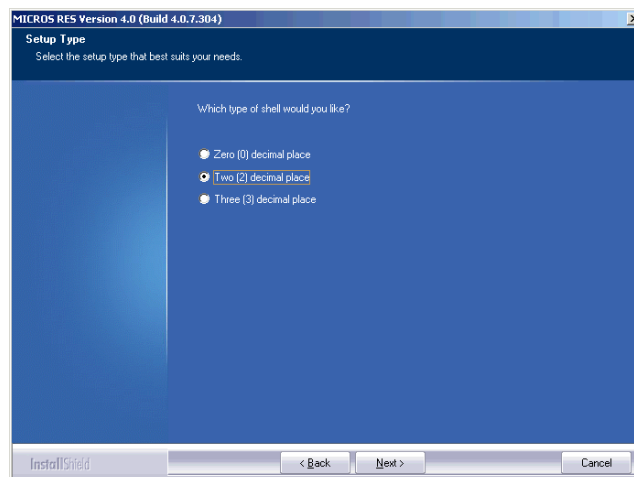 MICROS RES Version 4.0 (Build 4.0.7.304)
Setup Type
Select the setup type that best suits your needs.
Which type of shell would you like?
Zero (0) decimal place
Two (2) decimal place
Three (3) decimal place
InstallShield
< Back
Next >
Cancel